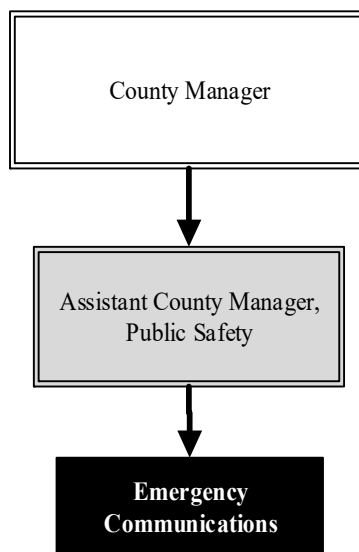 County Manager
Assistant County Manager,
Public Safety
Emergency
Communications